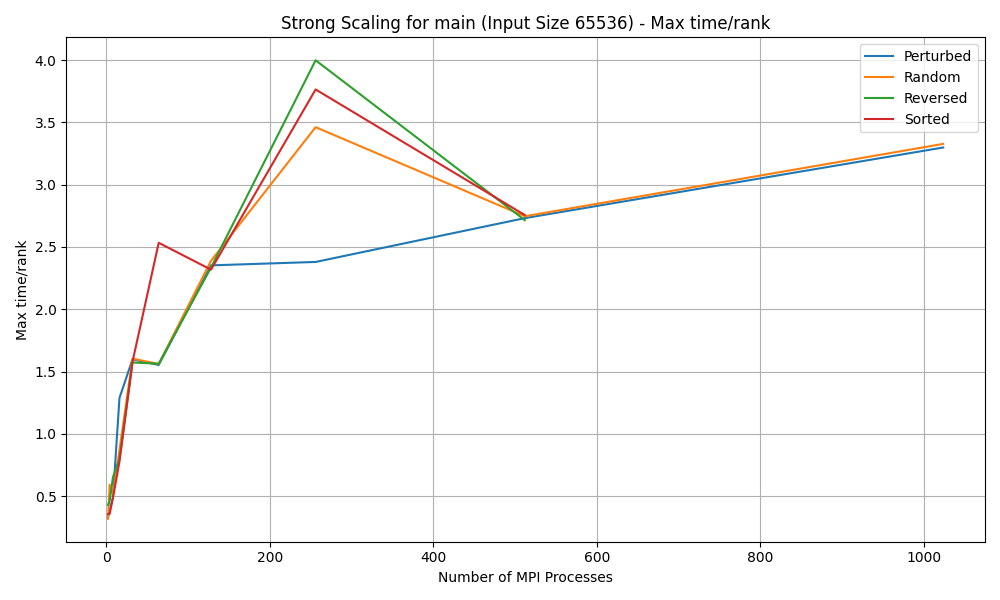 Strong Scaling for main (Input Size 65536) - Max time/rank
Perturbed
Random
Reversed
Sorted
Max time/rank
4.0
3.5
3.0
2.5
2.0
1.5
1.0
0.5
0 200 400 600 800 1000
Number of MPI Processes